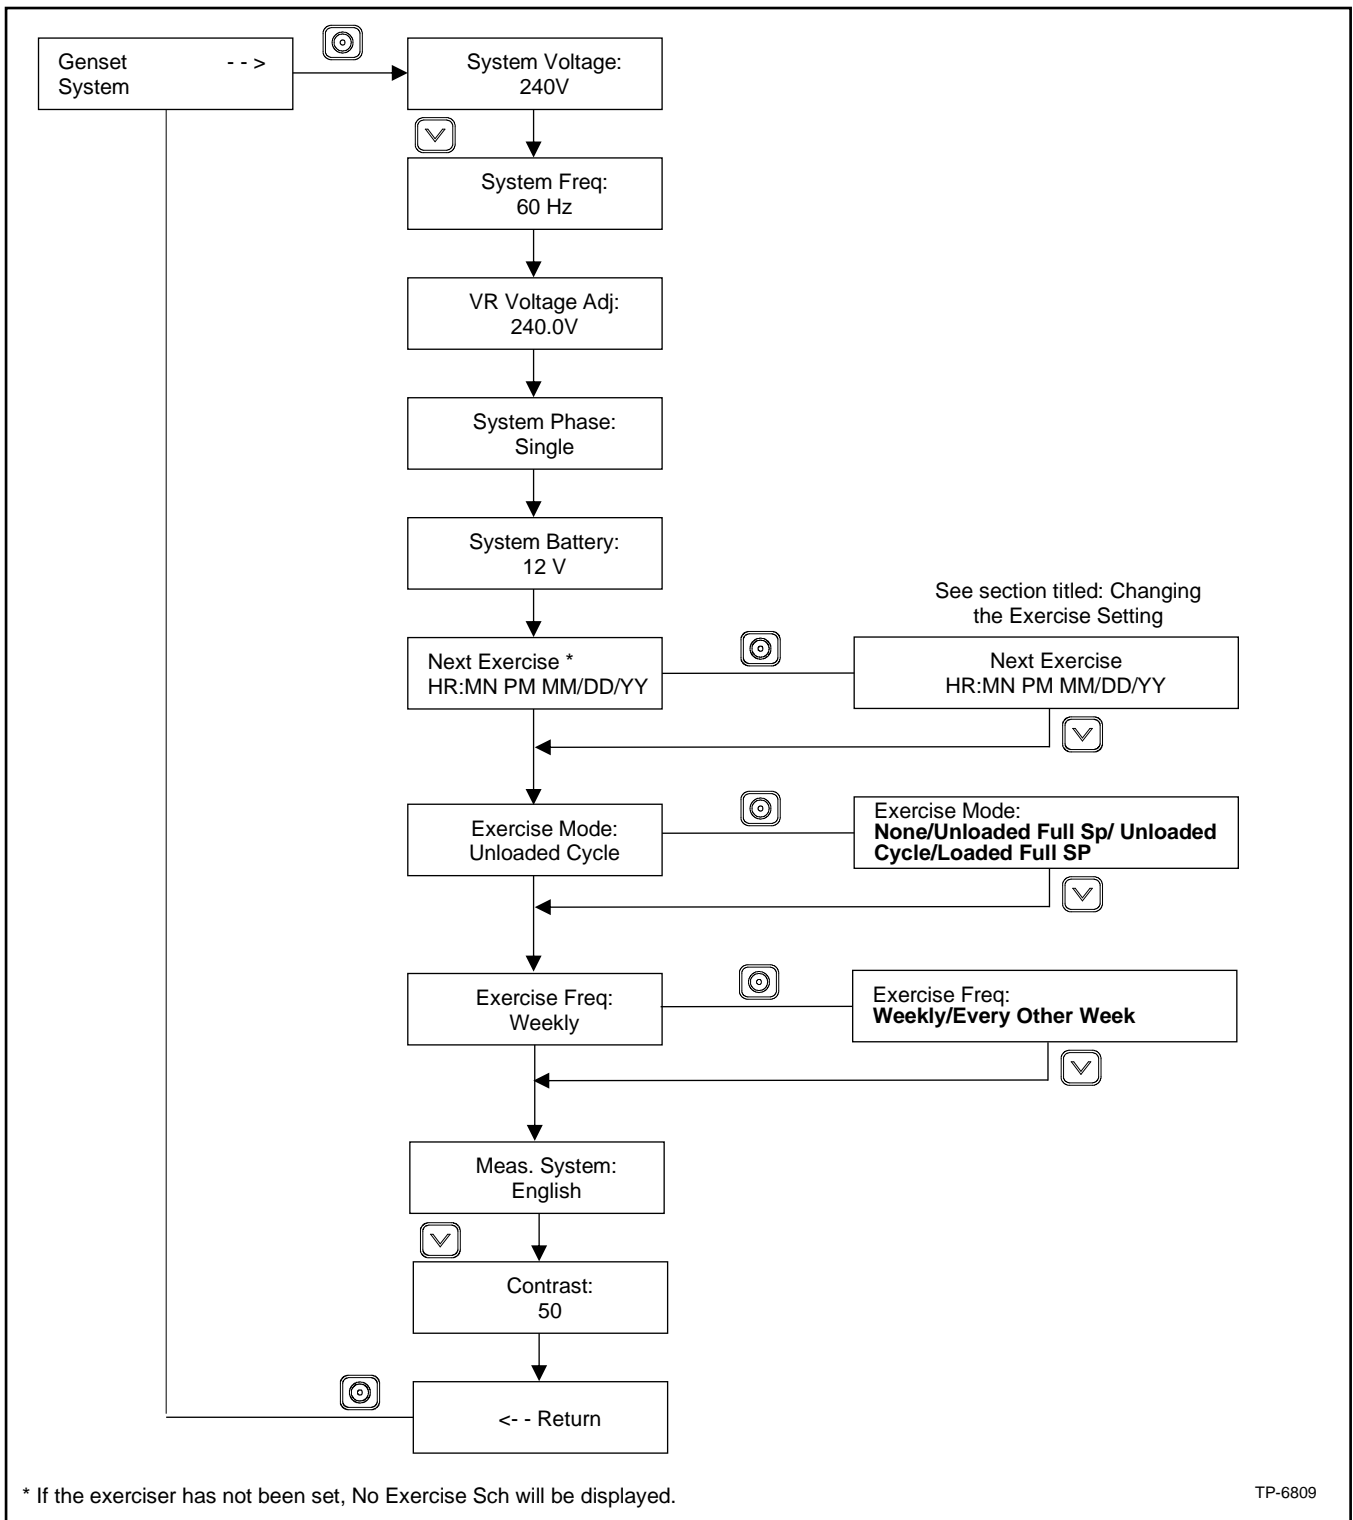 Genset - - >
System
System Voltage:
240V
System Freq:
60 Hz
VR Voltage Adj:
240.0V
System Phase:
Single
System Battery:
12 V
See section titled: Changing
the Exercise Setting
Next Exercise *
HR:MN PM MM/DD/YY
Next Exercise
HR:MN PM MM/DD/YY
Exercise Mode:
Unloaded Cycle
Exercise Mode:
None/Unloaded Full Sp/ Unloaded
Cycle/Loaded Full SP
Exercise Freq:
Weekly
Exercise Freq:
Weekly/Every Other Week
Meas. System:
English
Contrast:
50
<- - Return
* If the exerciser has not been set, No Exercise Sch will be displayed.
TP-6809